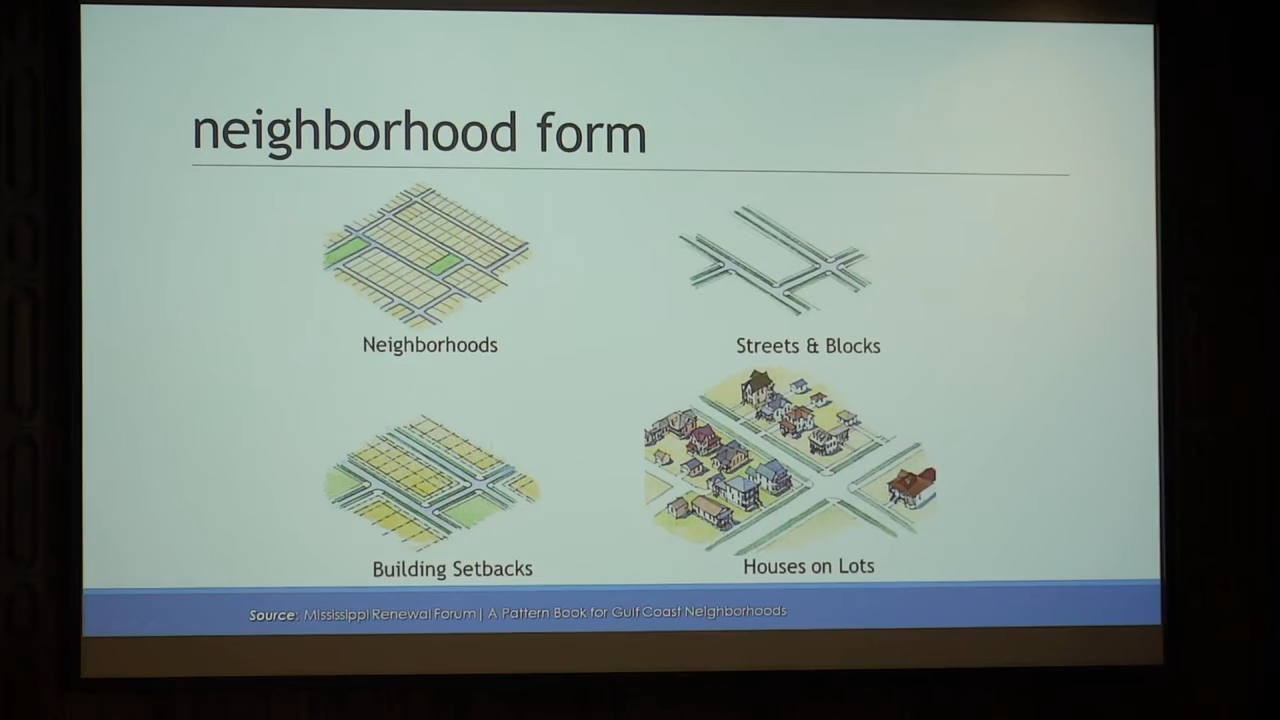 neighborhood form
Neighborhoods
Streets & Blocks
Building Setbacks
Houses on Lots
Source: Mississippi Renewal Forum| A Pattern Book for Gulf Coast Neighborhoods